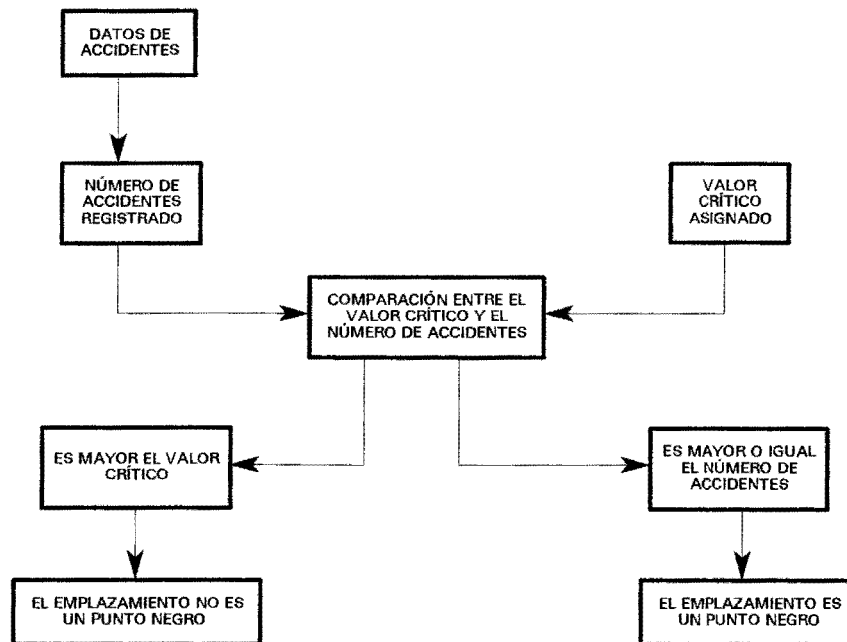 DATOS DE
ACCIDENTES
NÚMERO DE
ACCIDENTES
REGISTRADO
VALOR
CRÍTICO
ASIGNADO
COMPARACIÓN ENTRE EL
VALOR CRÍTICO Y EL
NÚMERO DE ACCIDENTES
ES MAYOR EL VALOR
CRÍTICO
ES MAYOR O IGUAL
EL NÚMERO DE
ACCIDENTES
EL EMPLAZAMIENTO NO ES
UN PUNTO NEGRO
EL EMPLAZAMIENTO ES
UN PUNTO NEGRO